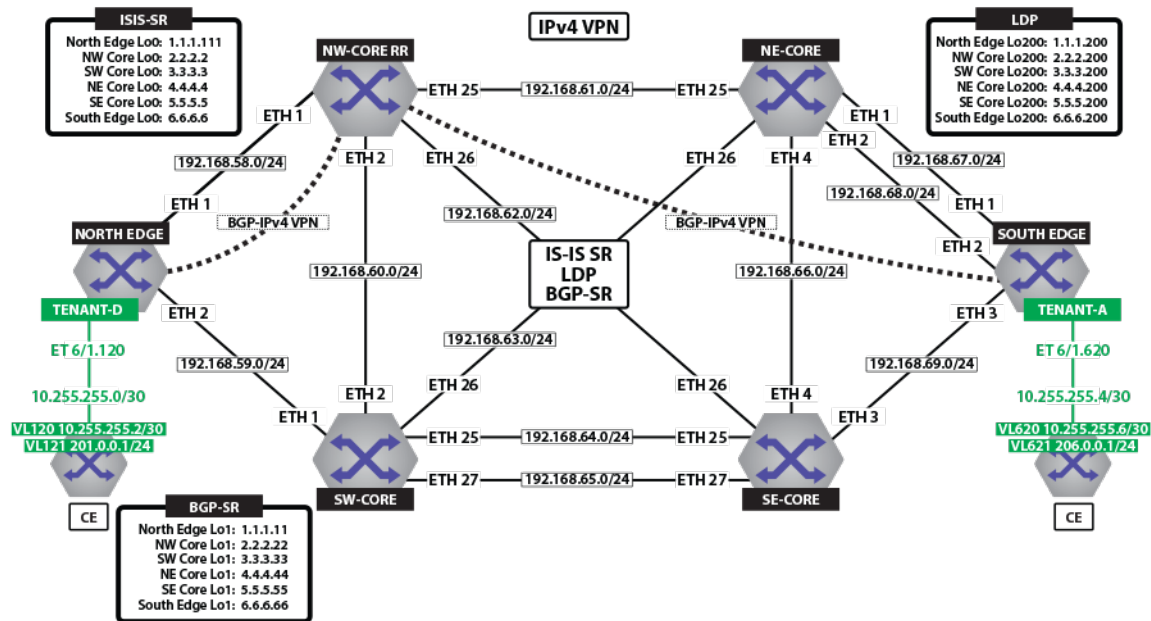 ISIS-SR
North Edge Lo0: 1.1.1.111
NW Core Lo0: 2.2.2.2
SW Core Lo0: 3.3.3.3
NE Core Lo0: 4.4.4.4
SE Core Lo0: 5.5.5.5
South Edge Lo0: 6.6.6.6
IPv4 VPN
LDP
North Edge Lo200: 1.1.1.200
NW Core Lo200: 2.2.2.200
SW Core Lo200: 3.3.3.200
NE Core Lo200: 4.4.4.200
SE Core Lo200: 5.5.5.200
South Edge Lo200: 6.6.6.200
NW-CORE RR
NE-CORE
ETH 25
192.168.61.0/24
ETH 25
ETH 1
ETH 2
ETH 26
ETH 26
ETH 4
ETH 1
ETH 2
192.168.58.0/24
192.168.67.0/24
192.168.68.0/24
ETH 1
192.168.62.0/24
BGP-IPv4 VPN
BGP-IPv4 VPN
ETH 1
ETH 2
NORTH EDGE
SOUTH EDGE
IS-IS SR
LDP
BGP-SR
192.168.60.0/24
192.168.66.0/24
TENANT-D
ETH 2
ETH 3
TENANT-A
ET 6/1.120
192.168.59.0/24
192.168.63.0/24
192.168.69.0/24
ET 6/1.620
10.255.255.0/30
ETH 2
ETH 26
ETH 26
ETH 4
10.255.255.4/30
VL120 10.255.255.2/30
VL121 201.0.0.1/24
ETH 1
ETH 3
VL620 10.255.255.6/30
VL621 206.0.0.1/24
ETH 25
192.168.64.0/24
ETH 25
ETH 27
192.168.65.0/24
ETH 27
SW-CORE
SE-CORE
CE
CE
BGP-SR
North Edge Lo1: 1.1.1.11
NW Core Lo1: 2.2.2.22
SW Core Lo1: 3.3.3.33
NE Core Lo1: 4.4.4.44
SE Core Lo1: 5.5.5.55
South Edge Lo1: 6.6.6.66